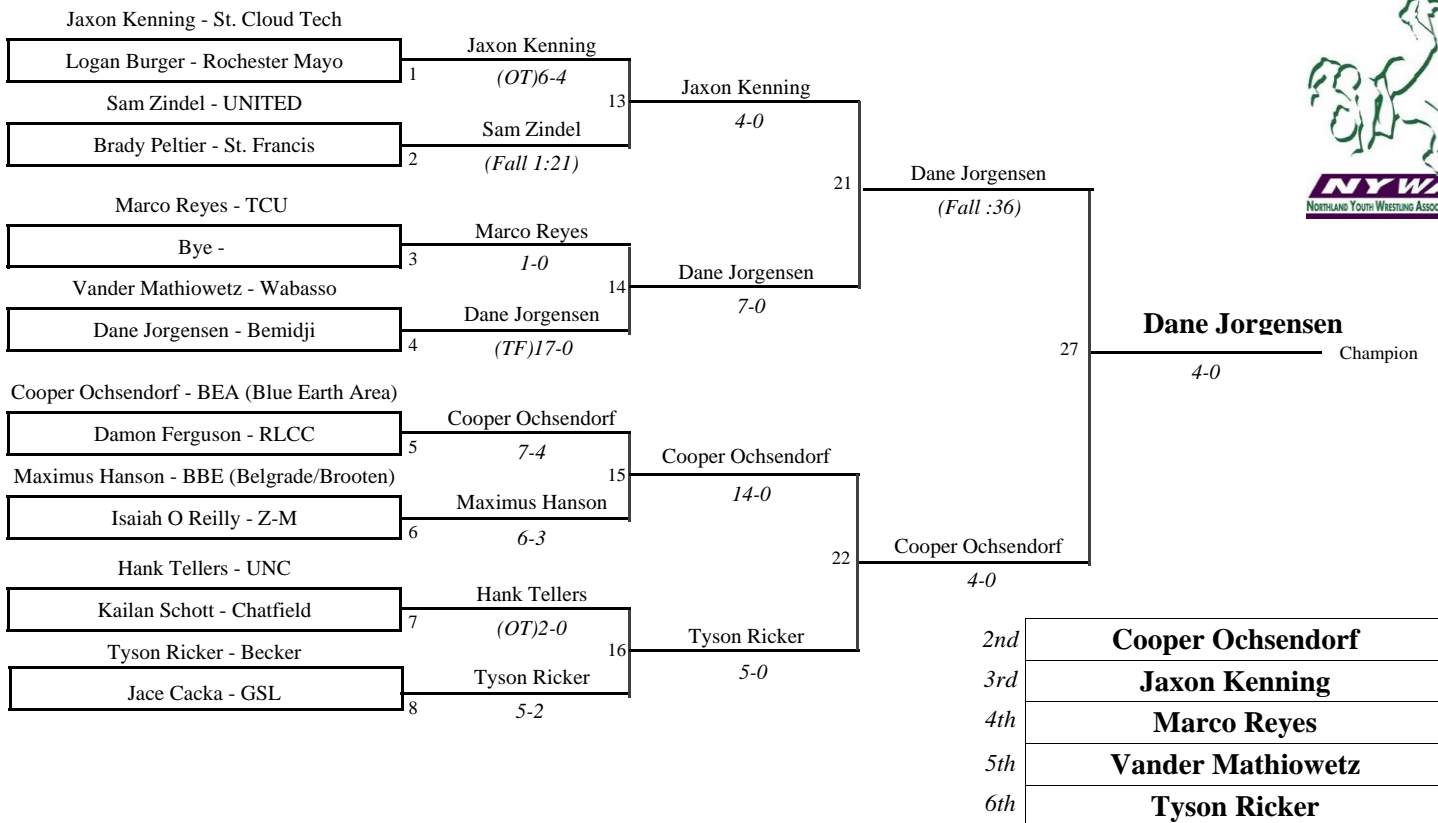 Jaxon Kenning - St. Cloud Tech
Logan Burger - Rochester Mayo
1
Jaxon Kenning
(OT)6-4
Sam Zindel - UNITED
Brady Peltier - St. Francis
2
Sam Zindel
(Fall 1:21)
13
Jaxon Kenning
4-0
Marco Reyes - TCU
Bye -
3
Marco Reyes
1-0
Vander Mathiowetz - Wabasso
Dane Jorgensen - Bemidji
4
Dane Jorgensen
(TF)17-0
14
Dane Jorgensen
7-0
21
Dane Jorgensen
(Fall :36)
Cooper Ochsendorf - BEA (Blue Earth Area)
Damon Ferguson - RLCC
5
Cooper Ochsendorf
7-4
Maximus Hanson - BBE (Belgrade/Brooten)
Isaiah O Reilly - Z-M
6
Maximus Hanson
6-3
15
Cooper Ochsendorf
14-0
Hank Tellers - UNC
Kailan Schott - Chatfield
7
Hank Tellers
(OT)2-0
Tyson Ricker - Becker
Jace Cacka - GSL
8
Tyson Ricker
5-2
16
Tyson Ricker
5-0
22
Cooper Ochsendorf
4-0
27
Dane Jorgensen
Champion
4-0
NORTHLAND YOUTH WRESTLING
2nd Cooper Ochsendorf
3rd Jaxon Kenning
4th Marco Reyes
5th Vander Mathiowetz
6th Tyson Ricker